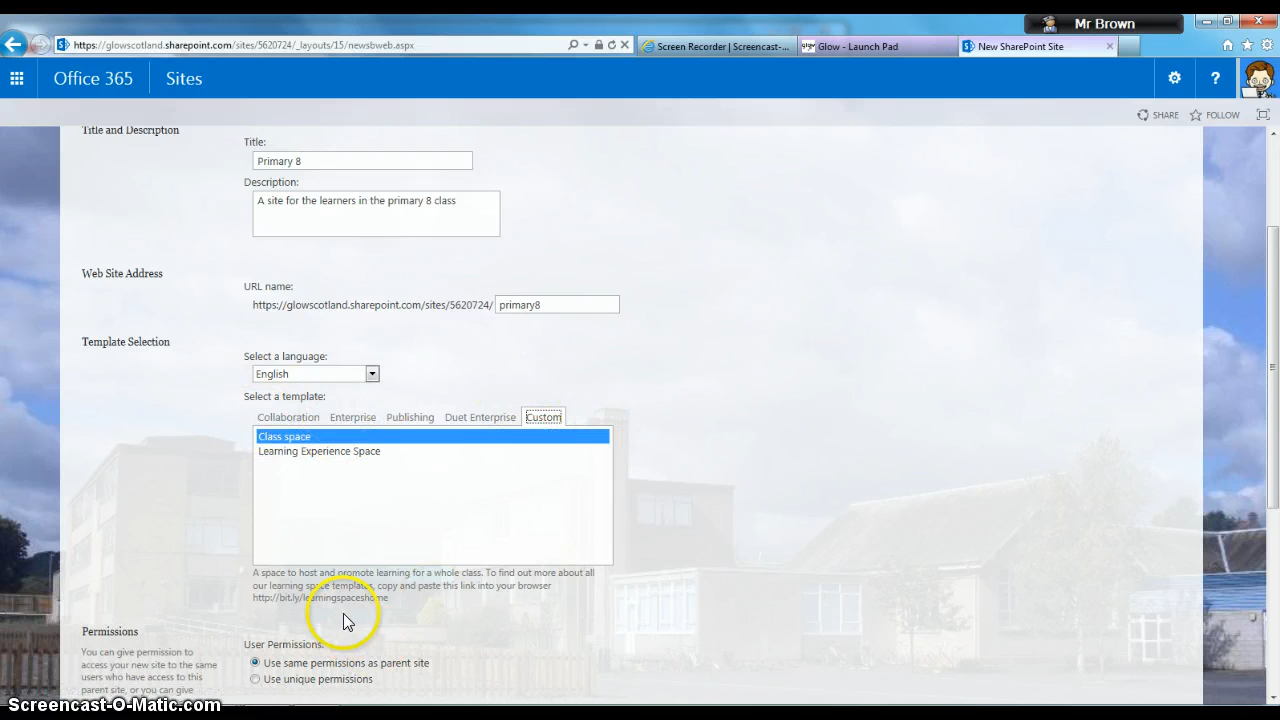 Mr Brown
https://glowscotland.sharepoint.com/sites/5620724/_layouts/15/newsbweb.aspx
Screen Recorder | Screencast-...
Glow - Launch Pad
New SharePoint Site
Office 365
Sites
?
SHARE
FOLLOW
Title and Description
Title:
Primary 8
Description:
A site for the learners in the primary 8 class
Web Site Address
URL name:
https://glowscotland.sharepoint.com/sites/5620724/
primary8
Template Selection
Select a language:
English
Select a template:
Collaboration
Enterprise
Publishing
Duet Enterprise
Custom
Class space
Learning Experience Space
A space to host and promote learning for a whole class. To find out more about all
our learning space templates, copy and paste this link into your browser
http://bit.ly/learningspaceshome
Permissions
You can give permission to
access your new site to the same
users who have access to this
parent site, or you can give
User Permissions:
Use same permissions as parent site
Use unique permissions
Screencast-O-Matic.com